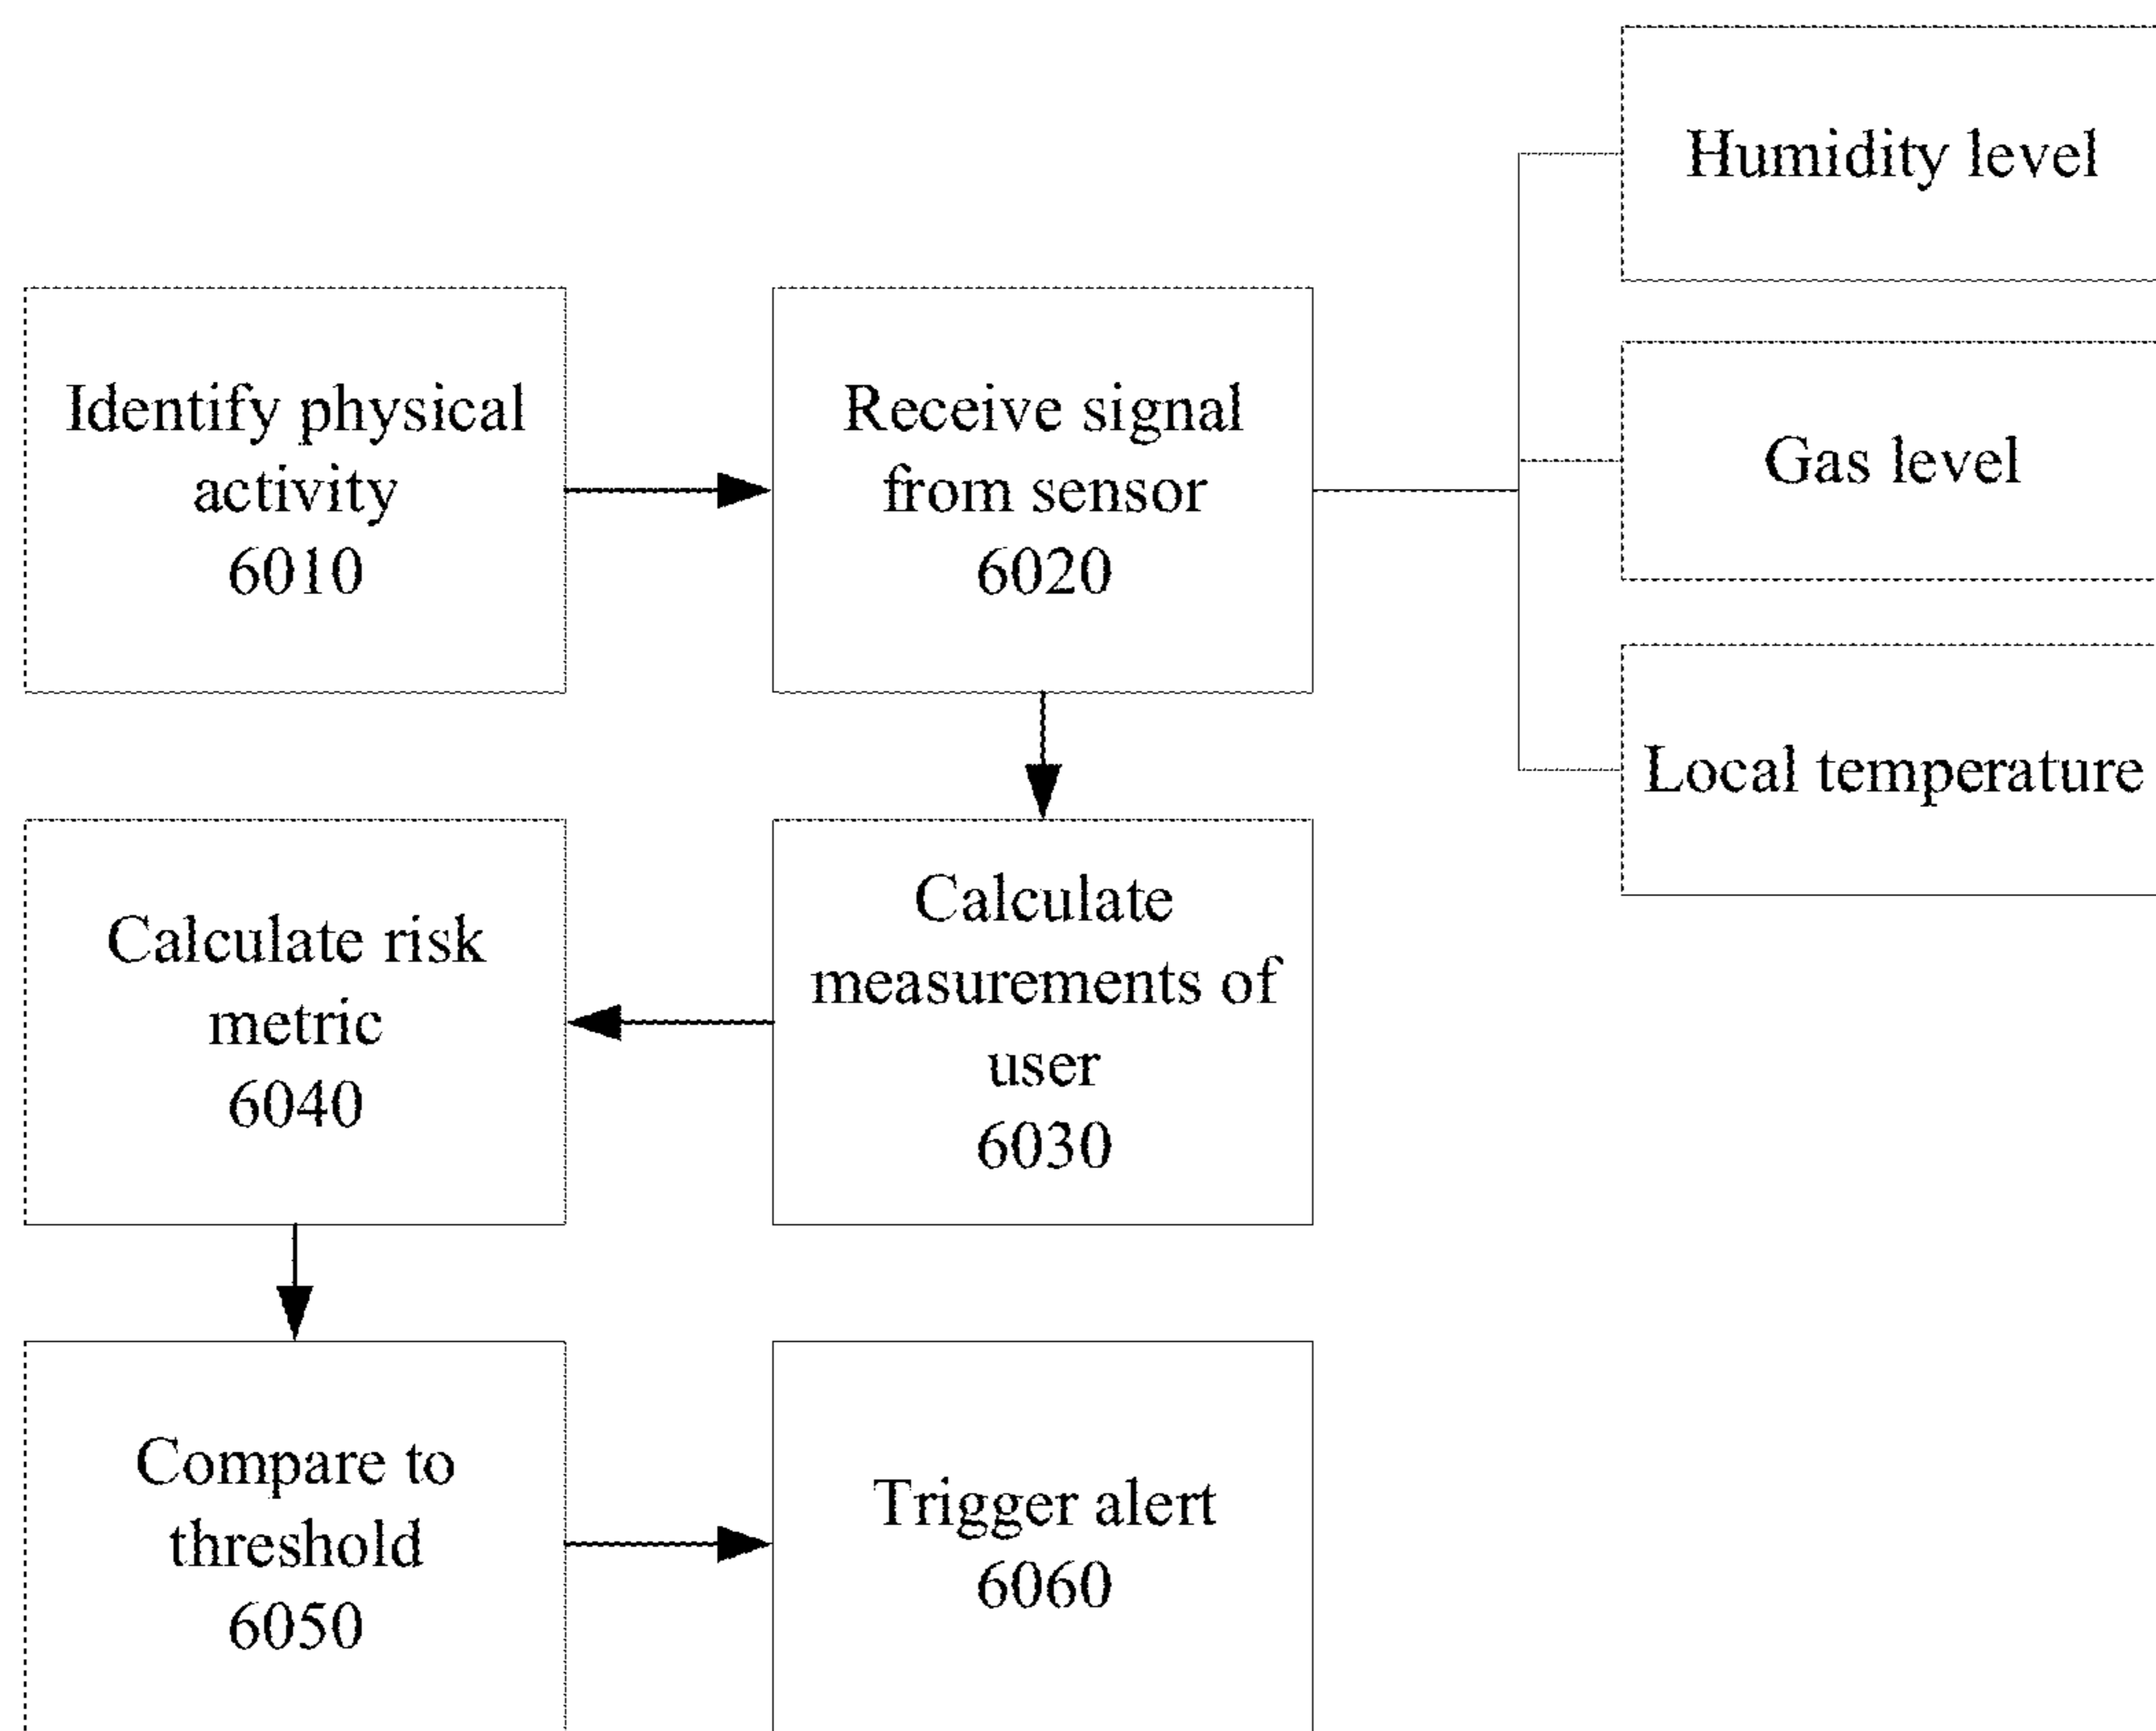 Identify physical
activity
6010
Receive signal
from sensor
6020
Humidity level
Gas level
Local temperature
Calculate
measurements of
user
6030
Calculate risk
metric
6040
Compare to
threshold
6050
Trigger alert
6060